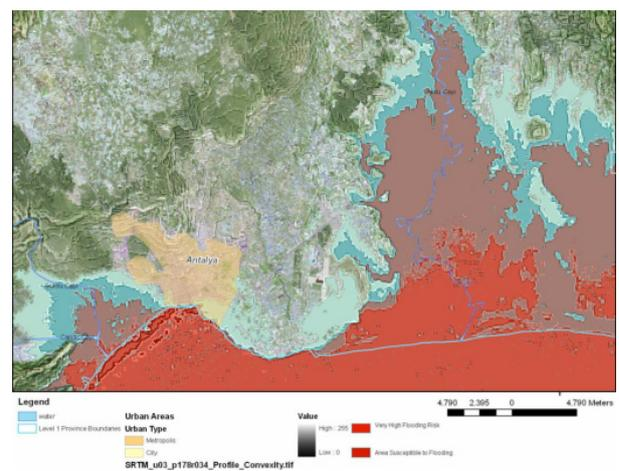 Antalya
Legend
water
Level 1 Province Boundaries
Urban Areas
Urban Type
Metropolis
City
SRTM_u03_p178r034_Profile_Convexity.tif
Value
High : 255
Low : 0
Very High Flooding Risk
Area Susceptible to Flooding
4.790 2.395 0 4.790 Meters